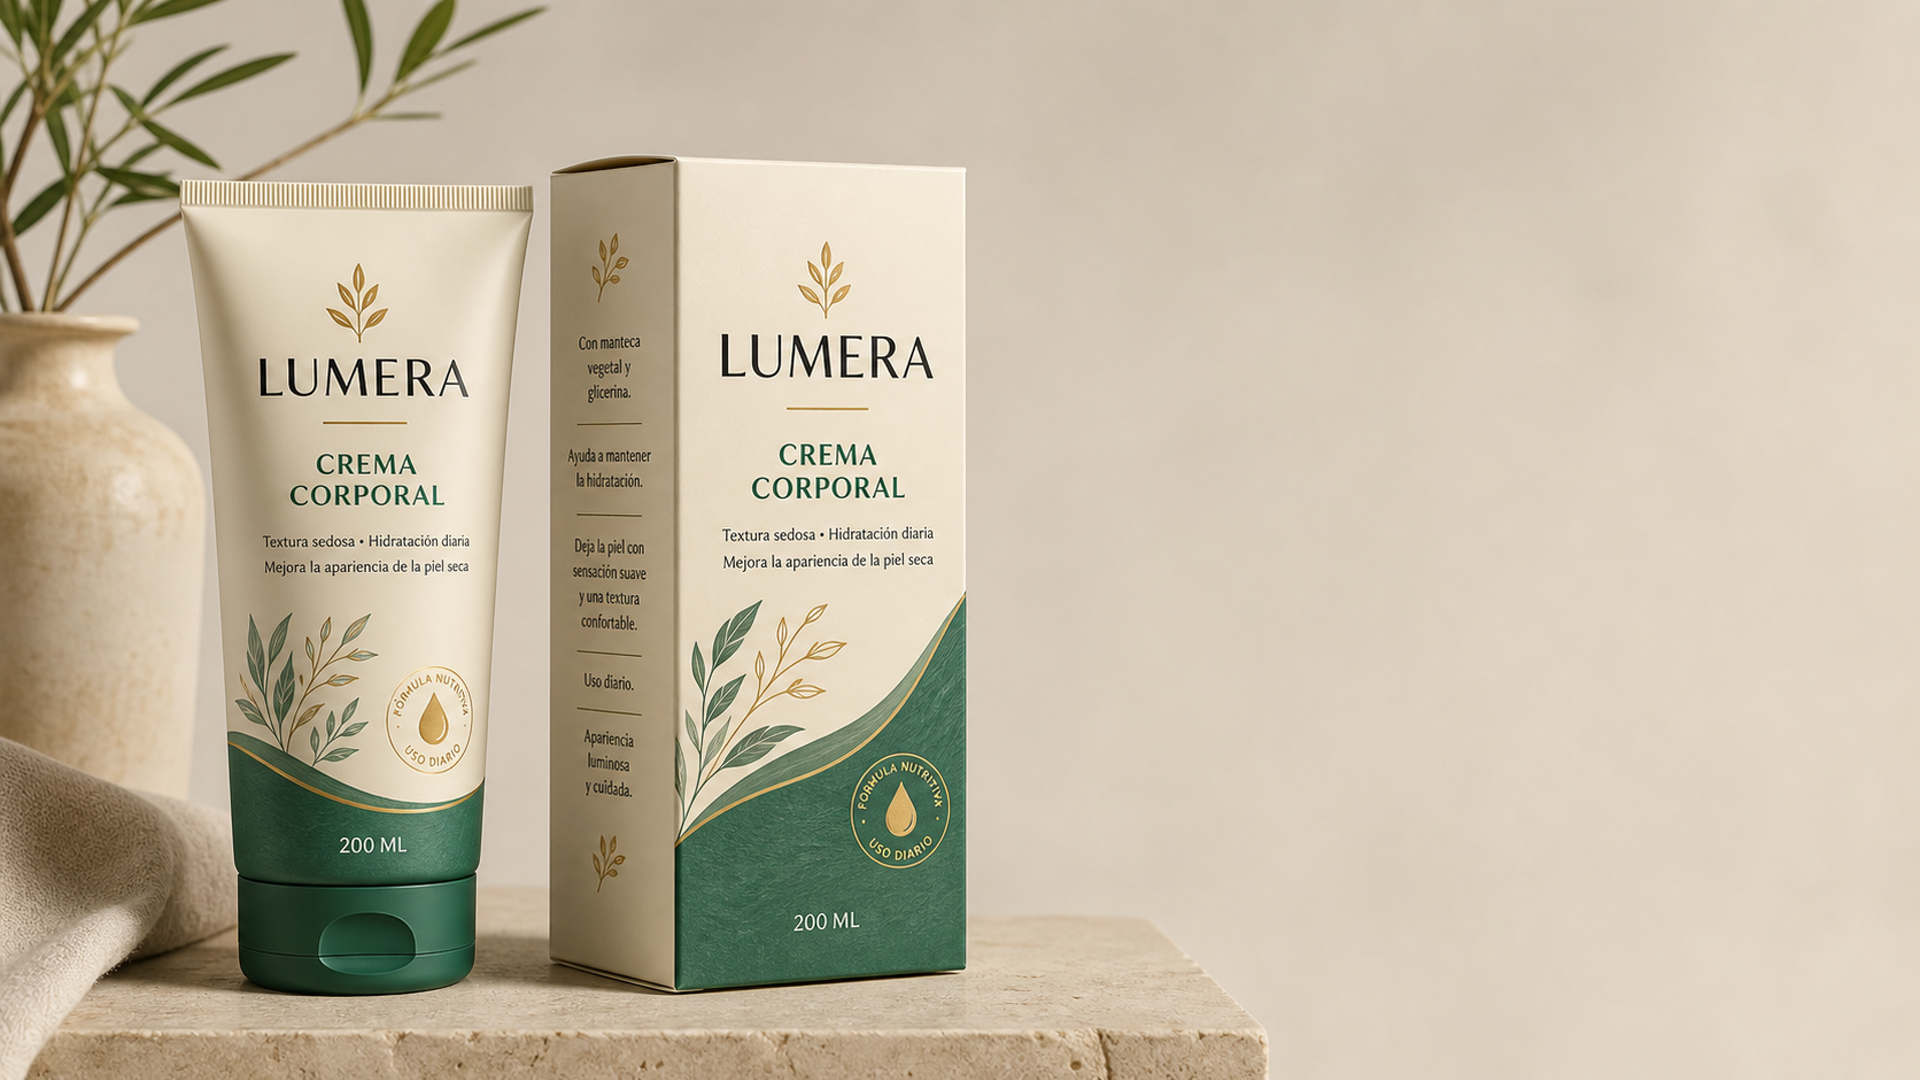 LUMERA
CREMA
CORPORAL
Textura sedosa • Hidratación diaria
Mejora la apariencia de la piel seca
FÓRMULA NUTRITIVA
USO DIARIO
200 ML
Con manteca
vegetal y
glicerina.
Ayuda a mantener
la hidratación.
Deja la piel con
sensación suave
y una textura
confortable.
Uso diario.
Apariencia
luminosa
y cuidada.
LUMERA
CREMA
CORPORAL
Textura sedosa • Hidratación diaria
Mejora la apariencia de la piel seca
FÓRMULA NUTRITIVA
USO DIARIO
200 ML